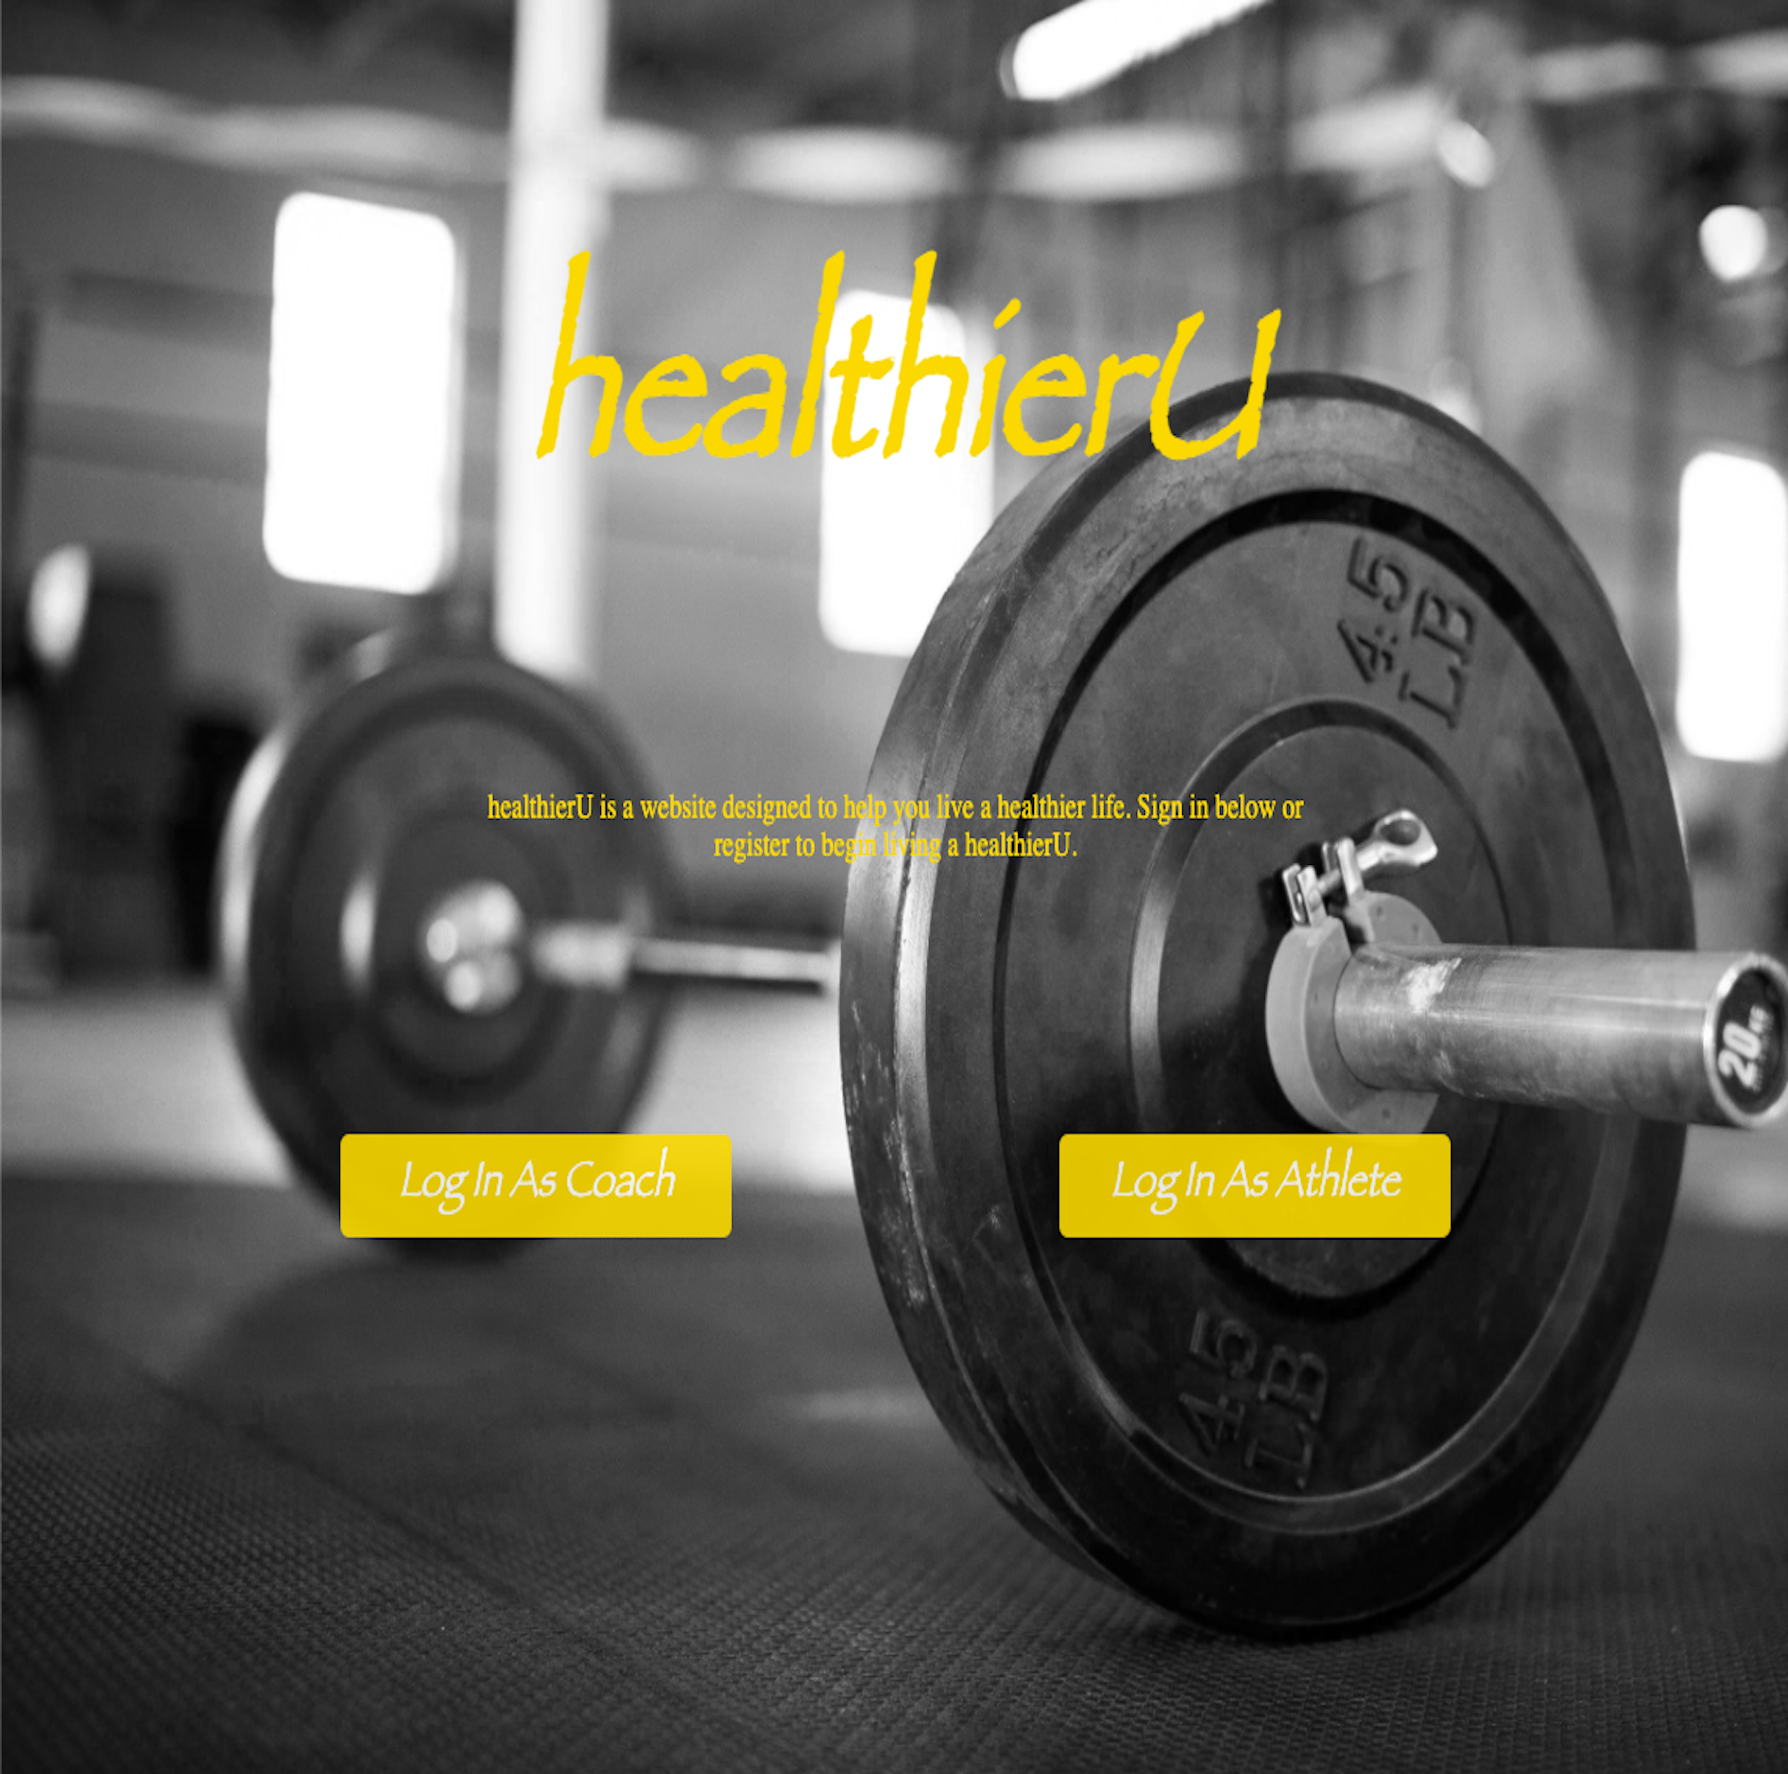 healthierU
45
LB
healthierU is a website designed to help you live a healthier life. Sign in below or
register to begin living a healthierU.
20KG
Log In As Coach
Log In As Athlete
45
LB